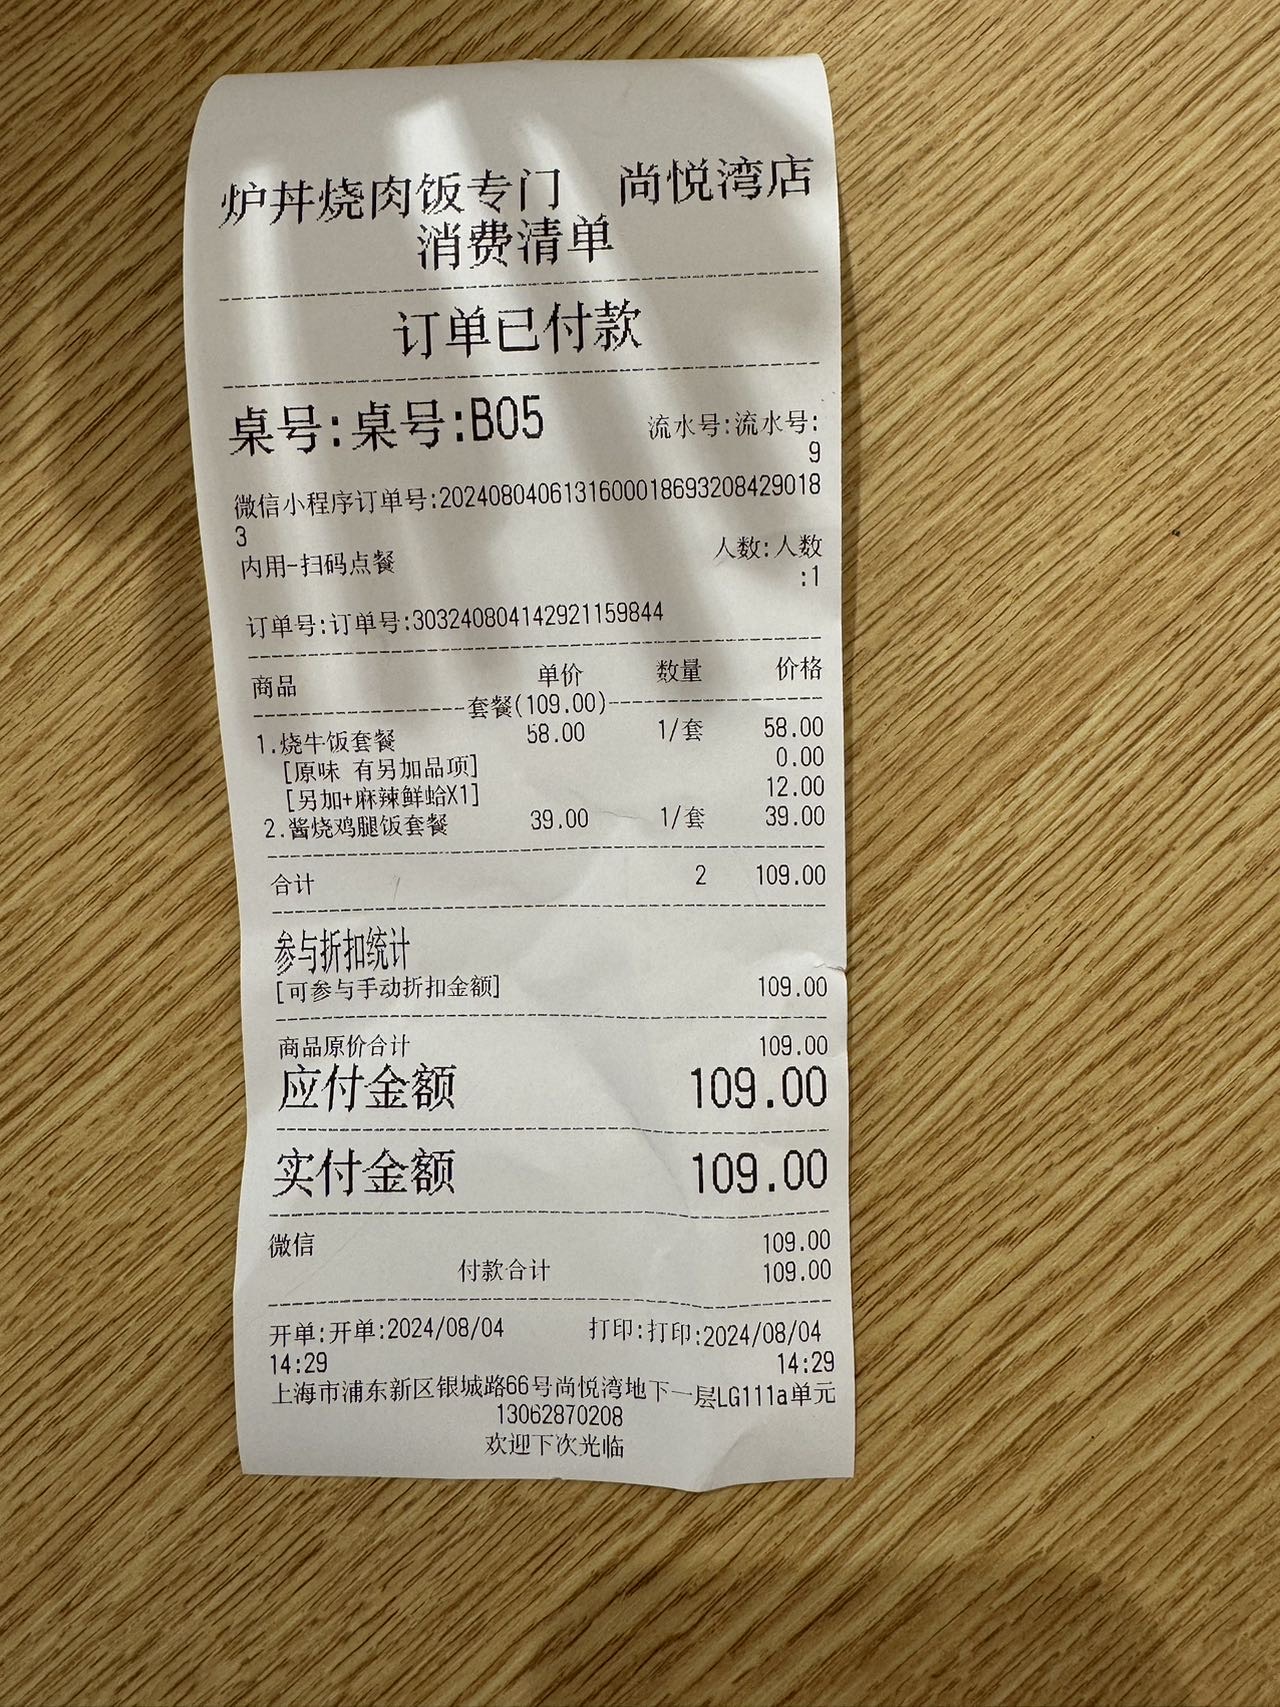 炉丼烧肉饭专门 尚悦湾店
消费清单
订单已付款
桌号:桌号:B05 流水号:流水号:
9
微信小程序订单号:2024080406131600018693208429018
3
内用-扫码点餐 人数:人数
:1
订单号:订单号:303240804142921159844
商品 单价 数量 价格
套餐(109.00)
1.烧牛饭套餐 58.00 1/套 58.00
[原味 有另加品项] 0.00
[另加+麻辣鲜蛤X1] 12.00
2.酱烧鸡腿饭套餐 39.00 1/套 39.00
合计 2 109.00
参与折扣统计
[可参与手动折扣金额] 109.00
商品原价合计 109.00
应付金额 109.00
实付金额 109.00
微信 109.00
付款合计 109.00
开单:开单:2024/08/04 打印:打印:2024/08/04
14:29 14:29
上海市浦东新区银城路66号尚悦湾地下一层LG111a单元
13062870208
欢迎下次光临